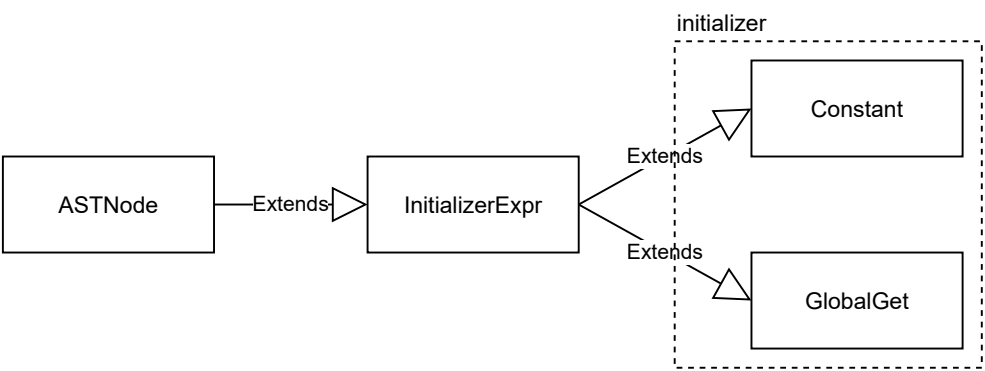 initializer
Constant
Extends
ASTNode
Extends
InitializerExpr
Extends
GlobalGet